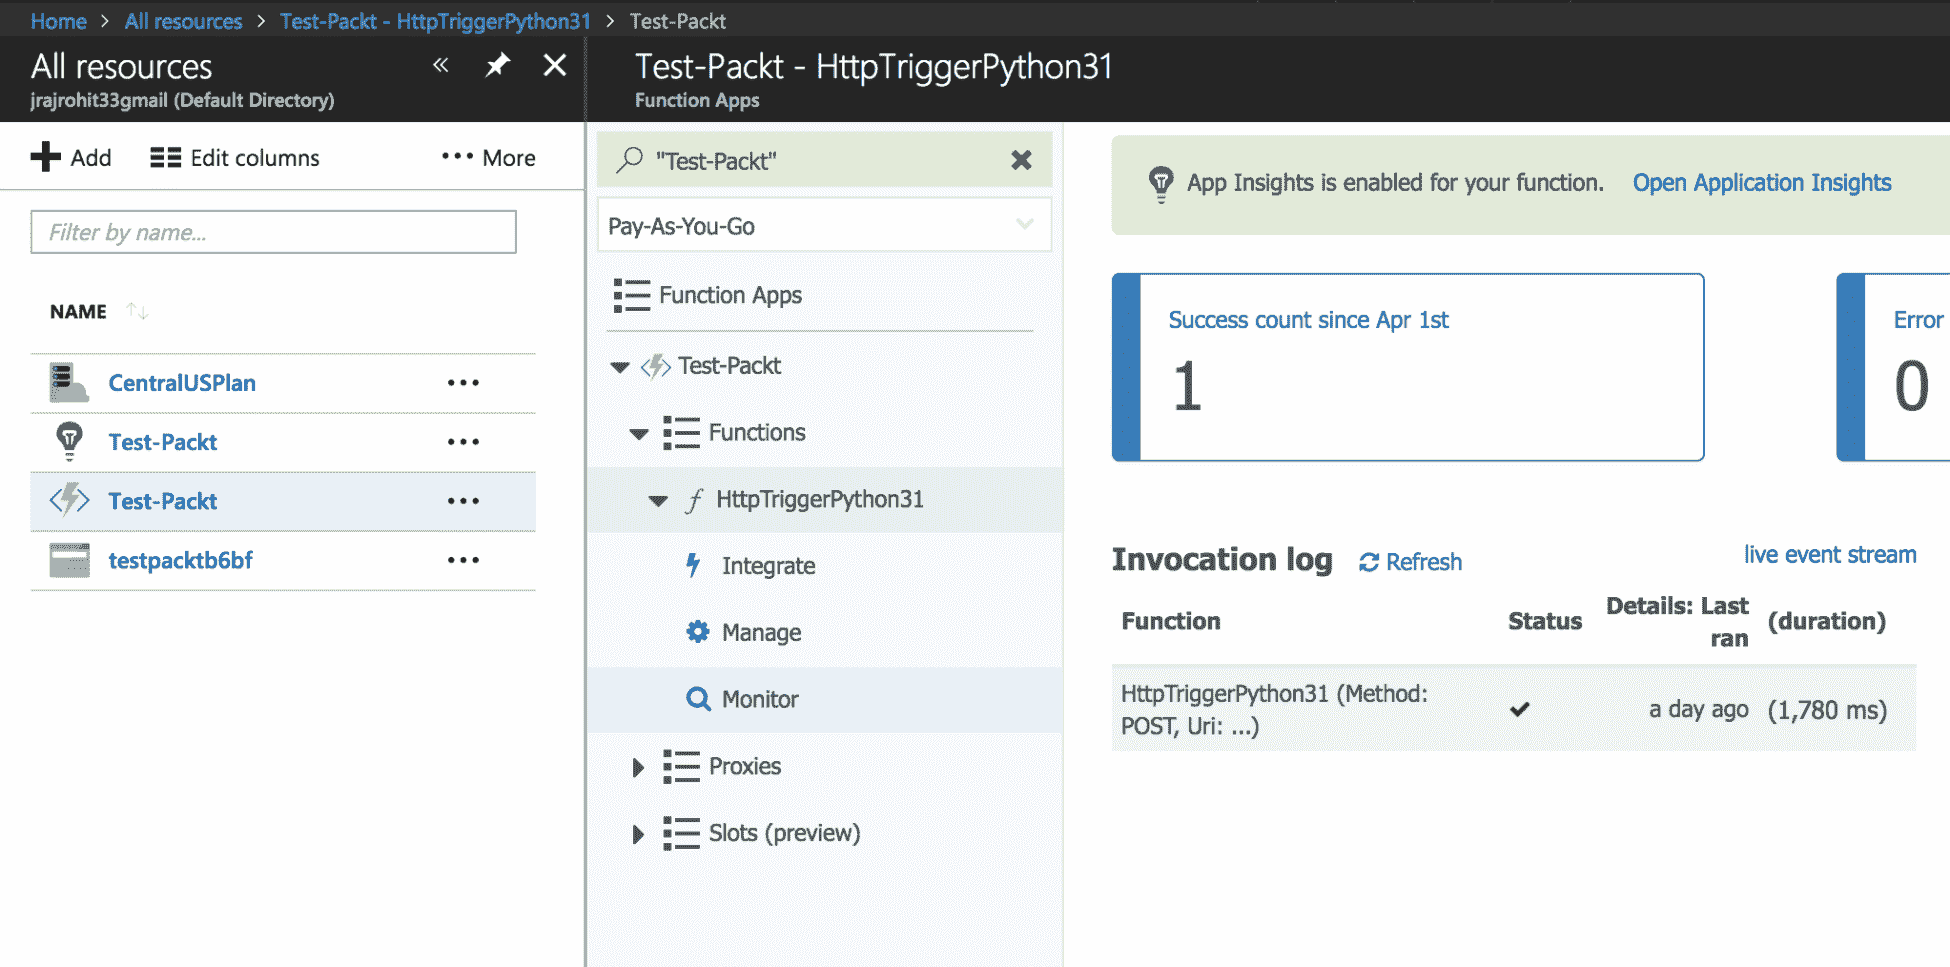 Home > All resources > Test-Packt - HttpTriggerPython31 > Test-Packt
All resources
jrajrohit33gmail (Default Directory)
Add Edit columns More
Filter by name...
NAME
CentralUSPlan
Test-Packt
Test-Packt
testpacktb6bf
Test-Packt - HttpTriggerPython31
Function Apps
"Test-Packt"
Pay-As-You-Go
Function Apps
Test-Packt
Functions
HttpTriggerPython31
Integrate
Manage
Monitor
Proxies
Slots (preview)
App Insights is enabled for your function. Open Application Insights
Success count since Apr 1st
1
Error
0
Invocation log Refresh live event stream
Function Status Details: Last ran (duration)
HttpTriggerPython31 (Method:
POST, Uri: ...) a day ago (1,780 ms)